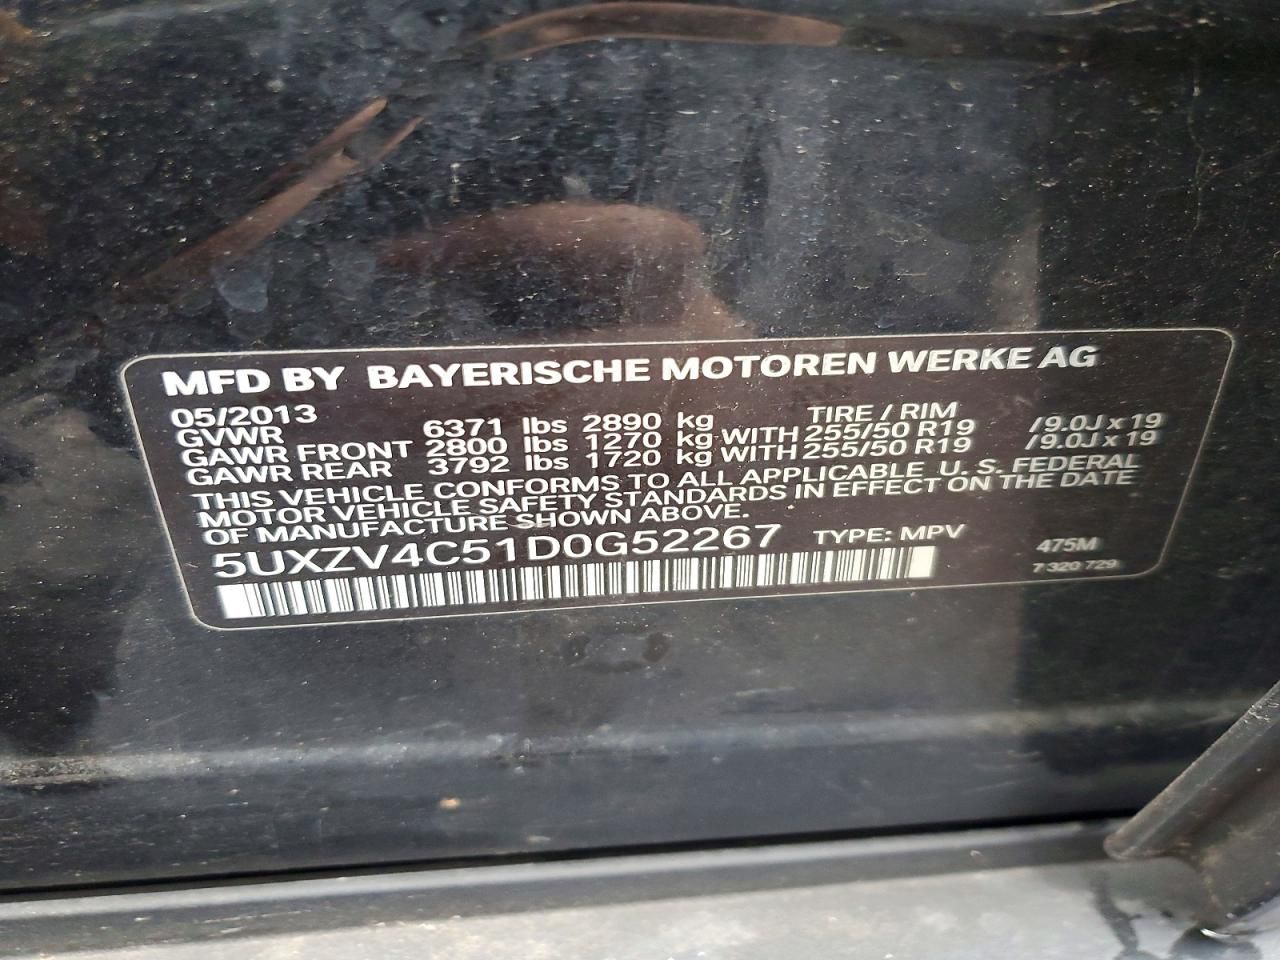 MFD BY BAYERISCHE MOTOREN WERKE AG
05/2013 TIRE / RIM
GVWR 6371 lbs 2890 kg
GAWR FRONT 2800 lbs 1270 kg WITH 255/50 R19 /9.0J x 19
GAWR REAR 3792 lbs 1720 kg WITH 255/50 R19 /9.0J x 19
THIS VEHICLE CONFORMS TO ALL APPLICABLE U. S. FEDERAL
MOTOR VEHICLE SAFETY STANDARDS IN EFFECT ON THE DATE
OF MANUFACTURE SHOWN ABOVE.
5UXZV4C51D0G52267 TYPE: MPV 475M
7 320 729